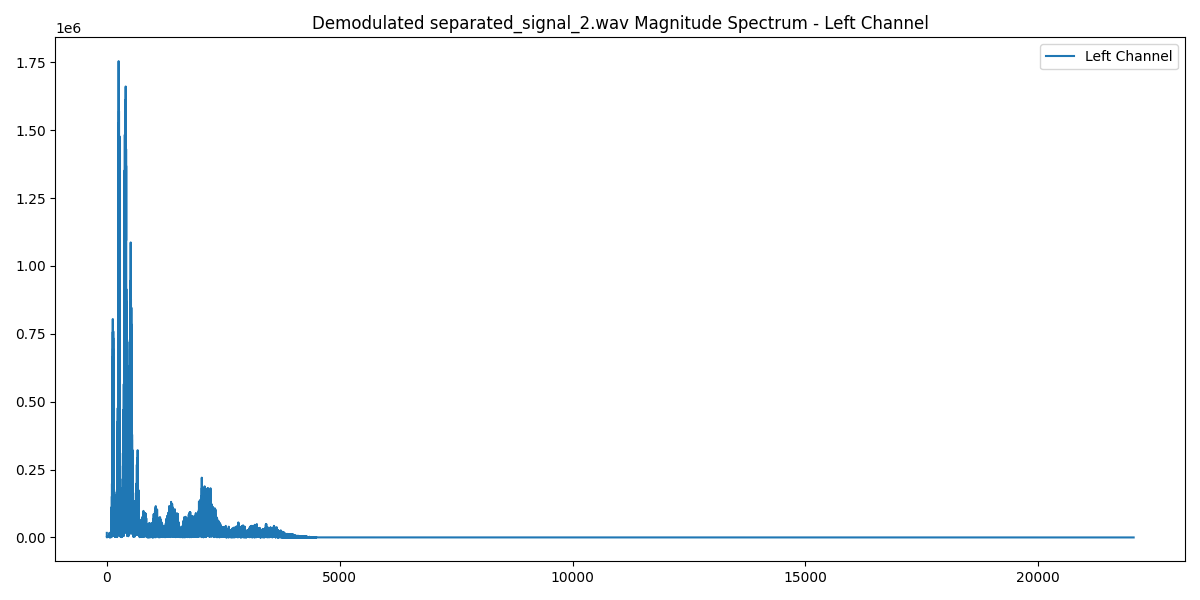 Demodulated separated_signal_2.wav Magnitude Spectrum - Left Channel
1e6
Left Channel
1.75
1.50
1.25
1.00
0.75
0.50
0.25
0.00
0 5000 10000 15000 20000